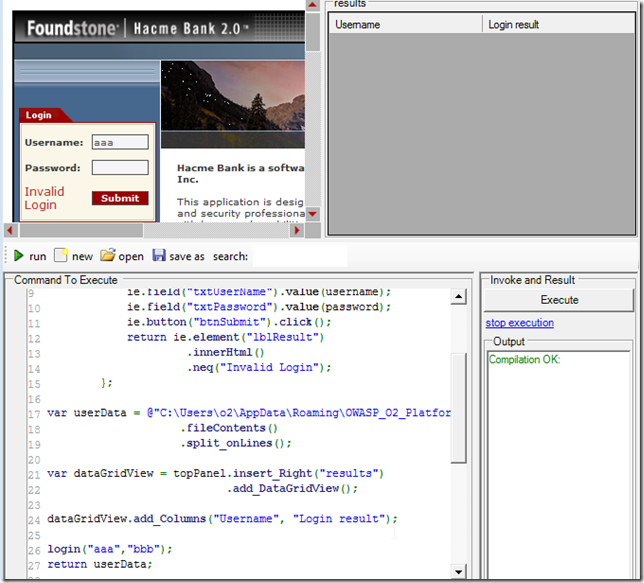 results
Foundstone | Hacme Bank 2.0™
Username
Login result
Login
Username: aaa
Password:
Invalid Login
Submit
Hacme Bank is a softwa
Inc.
This application is desig
and security professiona
run
new
open
save as
search:
Command To Execute
9 ie.field("txtUserName").value(username);
10 ie.field("txtPassword").value(password);
11 ie.button("btnSubmit").click();
12 return ie.element("lblResult")
13 .innerHtml()
14 .neq("Invalid Login");
15 };
16
17 var userData = @"C:\Users\o2\AppData\Roaming\OWASP_O2_Platfor
18 .fileContents()
19 .split_onLines();
20
21 var dataGridView = topPanel.insert_Right("results")
22 .add_DataGridView();
23
24 dataGridView.add_Columns("Username", "Login result");
25
26 login("aaa","bbb");
27 return userData;
Invoke and Result
Execute
stop execution
Output
Compilation OK: